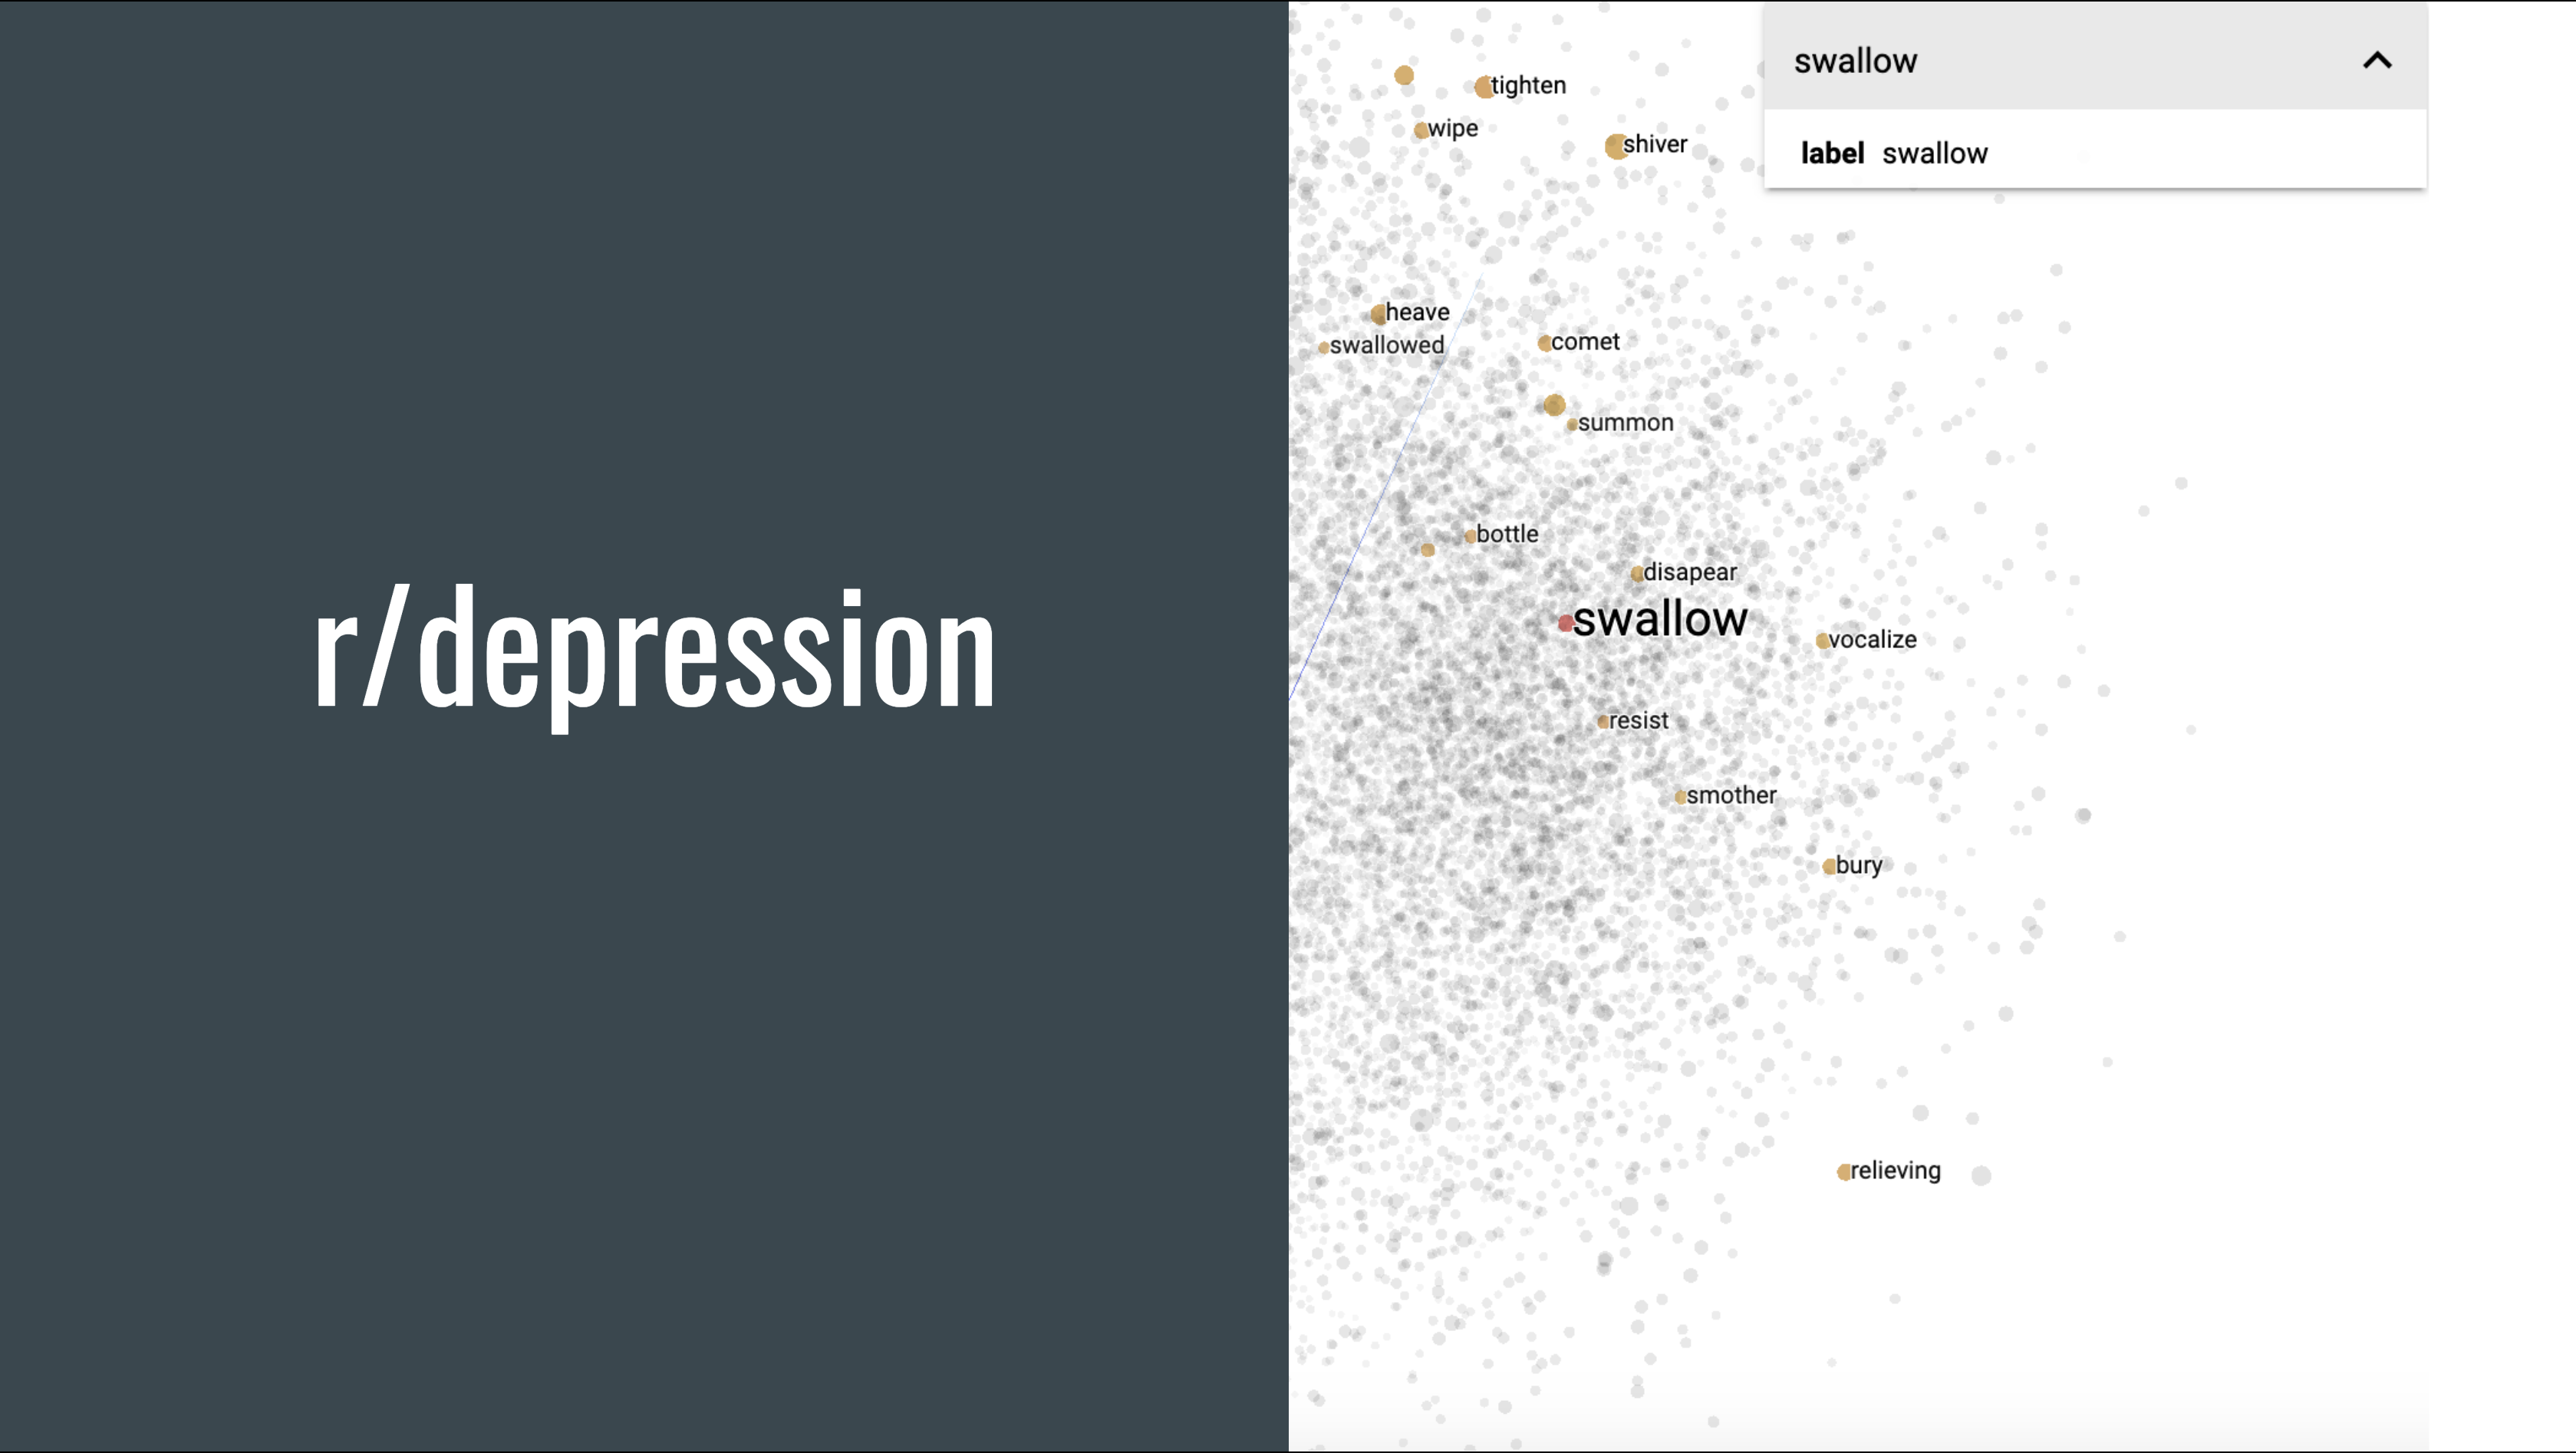 r/depression
swallow
label swallow
tighten
wipe
shiver
heave
swallowed
comet
summon
bottle
disapear
swallow
vocalize
resist
smother
bury
relieving